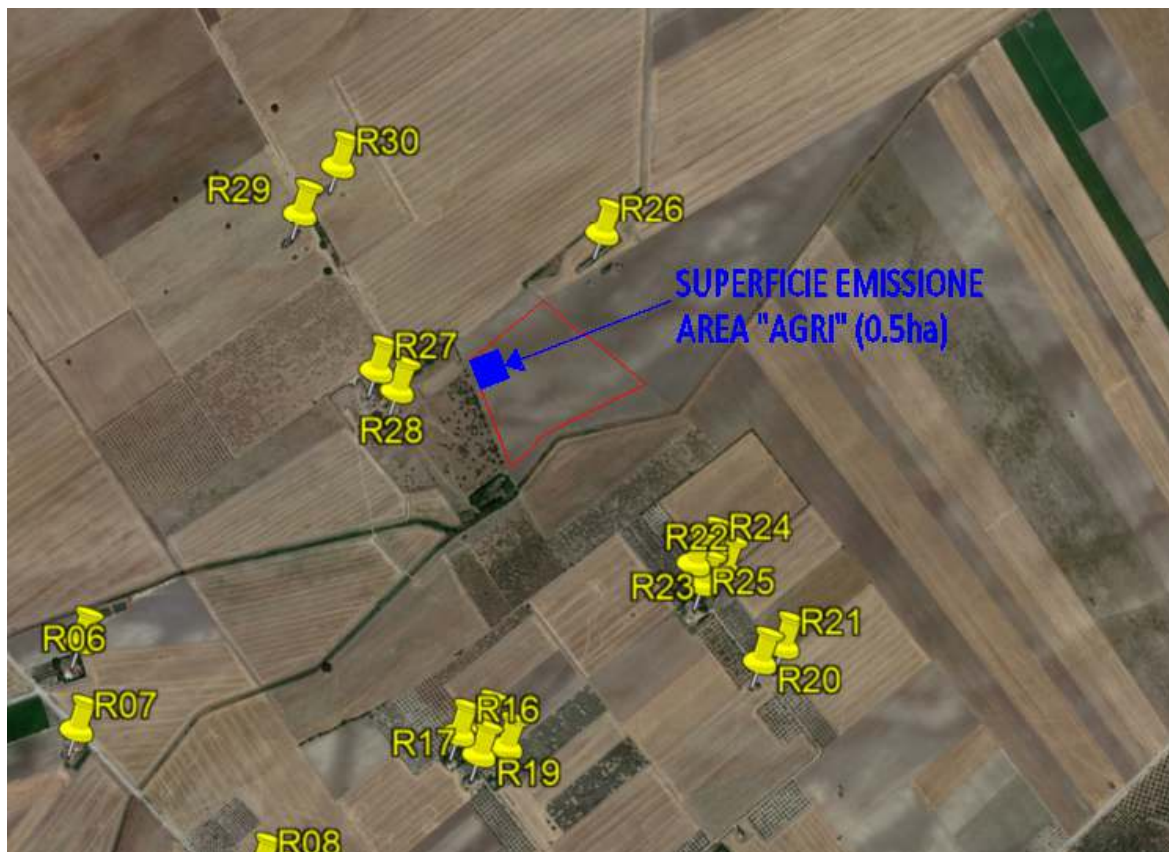 R30
R29
R26
SUPERFICIE EMISSIONE
AREA "AGRI" (0.5ha)
R27
R28
R24
R22
R23
R25
R21
R20
R06
R07
R16
R17
R19
R08